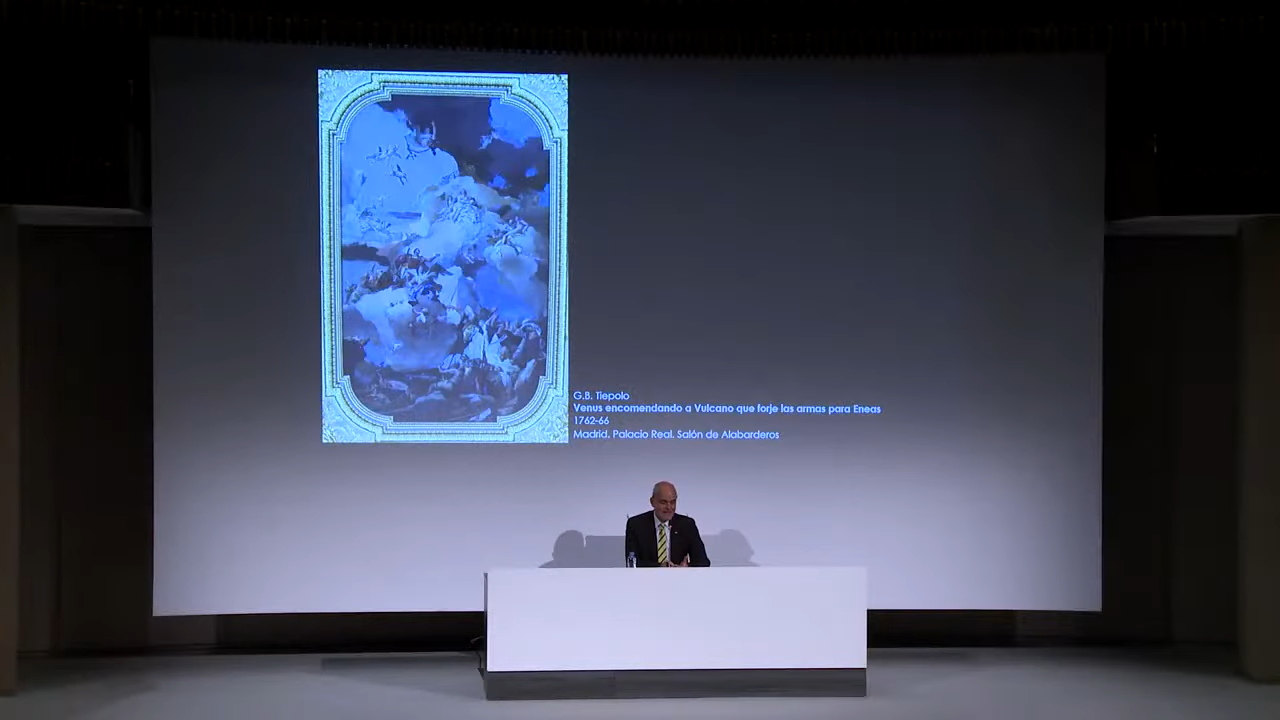 G.B. Tiepolo
Venus encomendando a Vulcano que forje las armas para Eneas
1762-66
Madrid. Palacio Real. Salón de Alabarderos